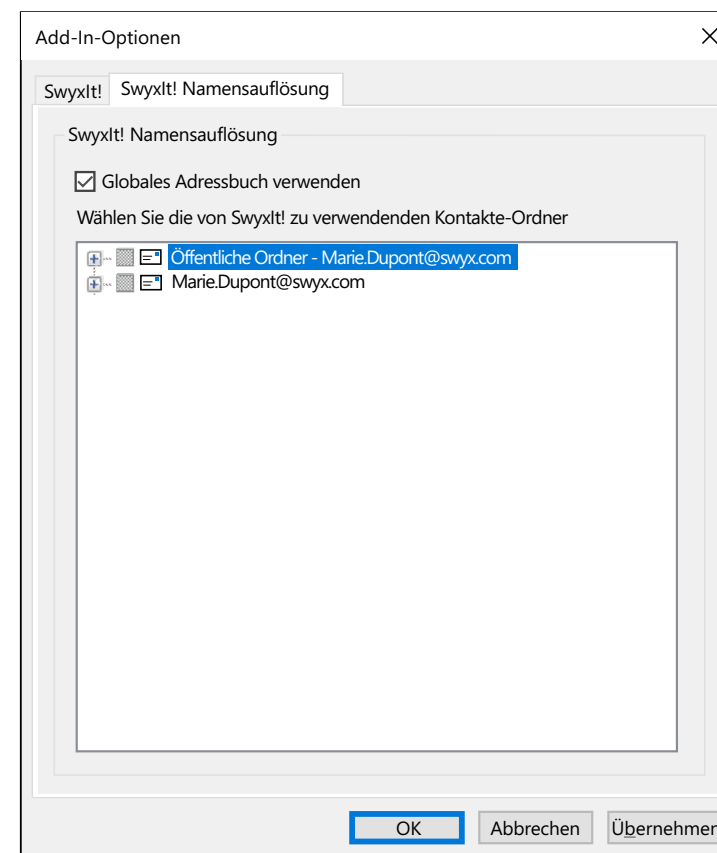 Add-In-Optionen
SwyxIt!
SwyxIt! Namensauflösung
SwyxIt! Namensauflösung
Globales Adressbuch verwenden
Wählen Sie die von SwyxIt! zu verwendenden Kontakte-Ordner
Öffentliche Ordner - Marie.Dupont@swyx.com
Marie.Dupont@swyx.com
OK
Abbrechen
Übernehmen